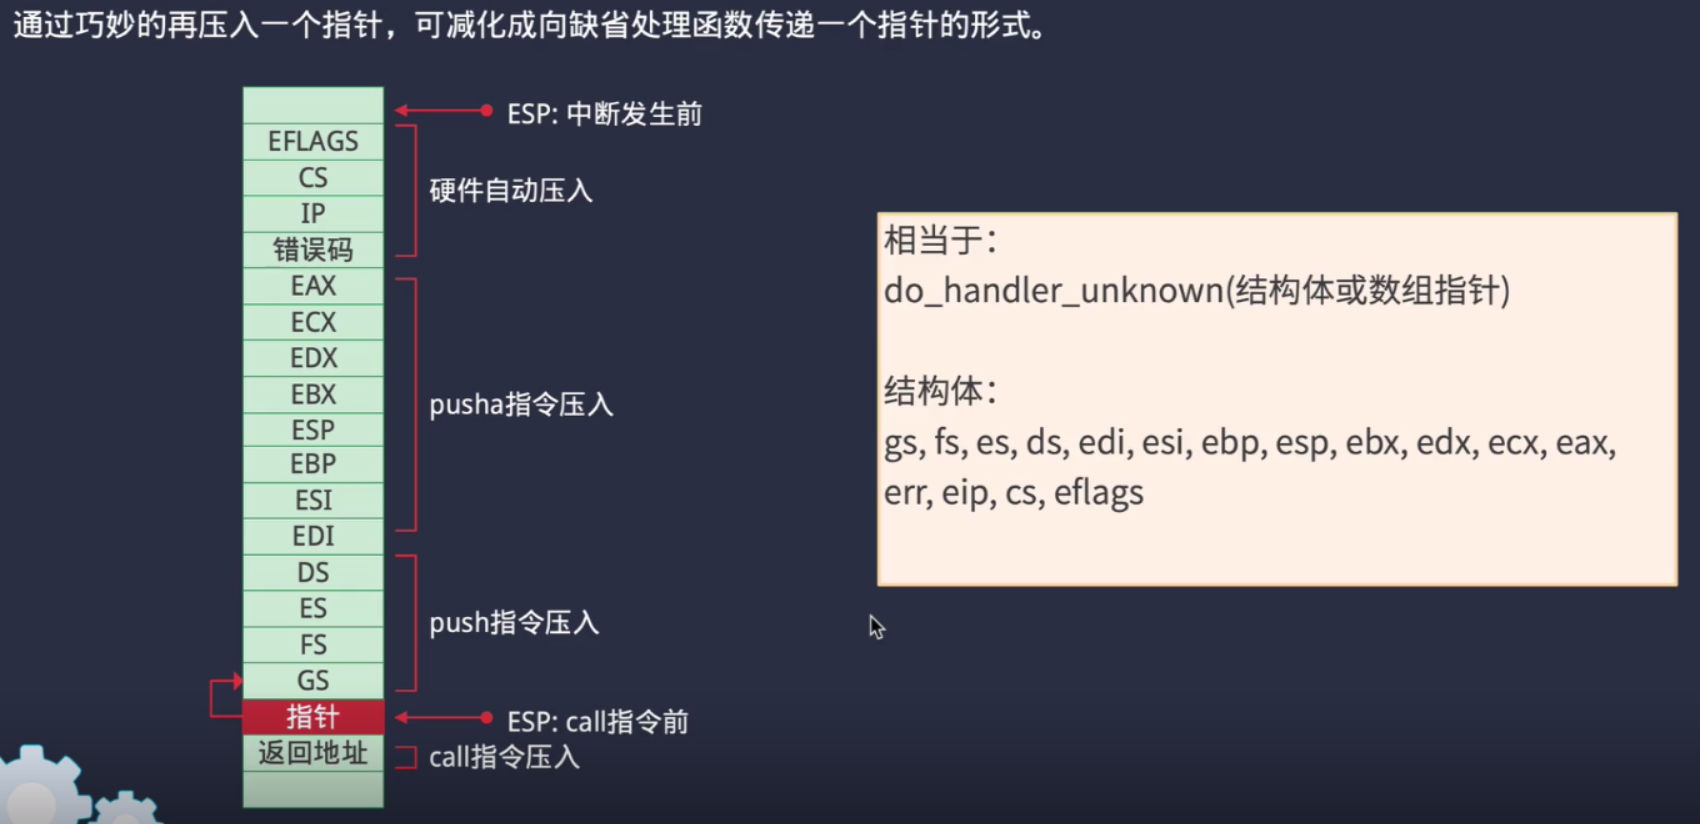 通过巧妙的再压入一个指针，可减化成向缺省处理函数传递一个指针的形式。
ESP: 中断发生前
EFLAGS
CS
IP
错误码
硬件自动压入
EAX
ECX
EDX
EBX
ESP
EBP
ESI
EDI
pusha指令压入
DS
ES
FS
GS
push指令压入
指针
ESP: call指令前
返回地址
call指令压入
相当于：
do_handler_unknown(结构体或数组指针)
结构体：
gs, fs, es, ds, edi, esi, ebp, esp, ebx, edx, ecx, eax,
err, eip, cs, eflags